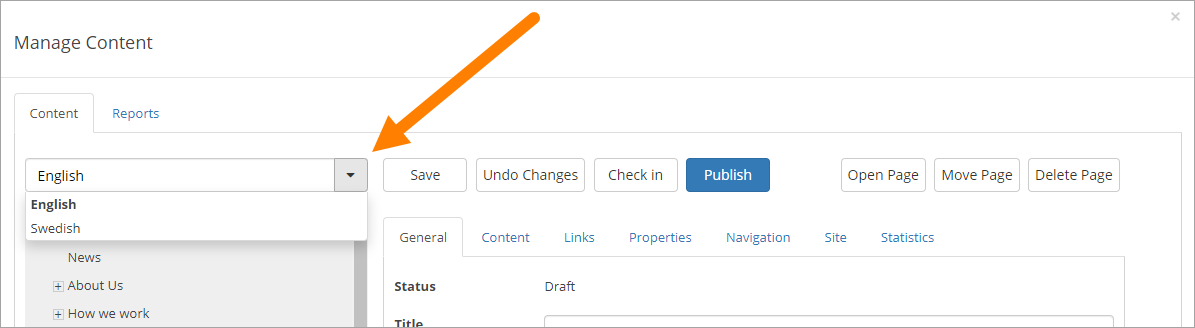 ×
Manage Content
Content Reports
English
Save Undo Changes Check in Publish Open Page Move Page Delete Page
English
Swedish
General Content Links Properties Navigation Site Statistics
News
About Us
Status Draft
How we work
Title